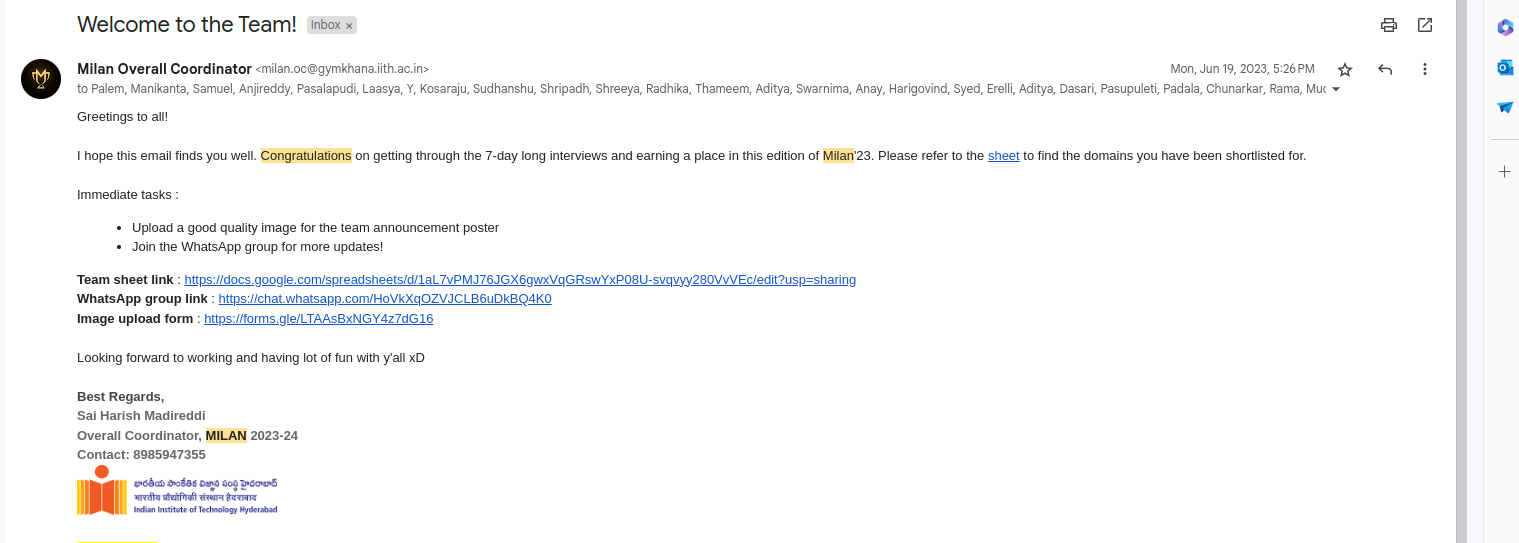 Welcome to the Team! Inbox ×
Milan Overall Coordinator <milan.oc@gymkhana.iith.ac.in> Mon, Jun 19, 2023, 5:26 PM
to Palem, Manikanta, Samuel, Anjireddy, Pasalapudi, Laasya, Y, Kosaraju, Sudhanshu, Shripadh, Shreeya, Radhika, Thameem, Aditya, Swarnima, Anay, Harigovind, Syed, Erelli, Aditya, Dasari, Pasupuleti, Padala, Chunarkar, Rama,
Greetings to all!
I hope this email finds you well. Congratulations on getting through the 7-day long interviews and earning a place in this edition of Milan'23. Please refer to the sheet to find the domains you have been shortlisted for.
Immediate tasks :
• Upload a good quality image for the team announcement poster
• Join the WhatsApp group for more updates!
Team sheet link : https://docs.google.com/spreadsheets/d/1aL7vPMJ76JGX6gwxVqGRswYxP08U-svqvyy280VvVEc/edit?usp=sharing
WhatsApp group link : https://chat.whatsapp.com/HoVkXqOZVJCLB6uDkBQ4K0
Image upload form : https://forms.gle/LTAAsBxNGY4z7dG16
Looking forward to working and having lot of fun with y'all xD
Best Regards,
Sai Harish Madireddi
Overall Coordinator, MILAN 2023-24
Contact: 8985947355
భారతీయ సాంకేతిక విజ్ఞాన సంస్థ హైదరాబాద్
भारतीय प्रौद्योगिकी संस्थान हैदराबाद
Indian Institute of Technology Hyderabad